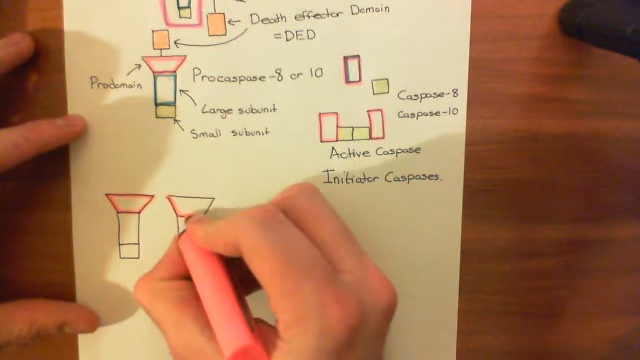 Death effector Domain
= DED
Prodomain
Procaspase-8 or 10
Large subunit
Small subunit
Caspase-8
Caspase-10
Active Caspase
Initiator Caspases.